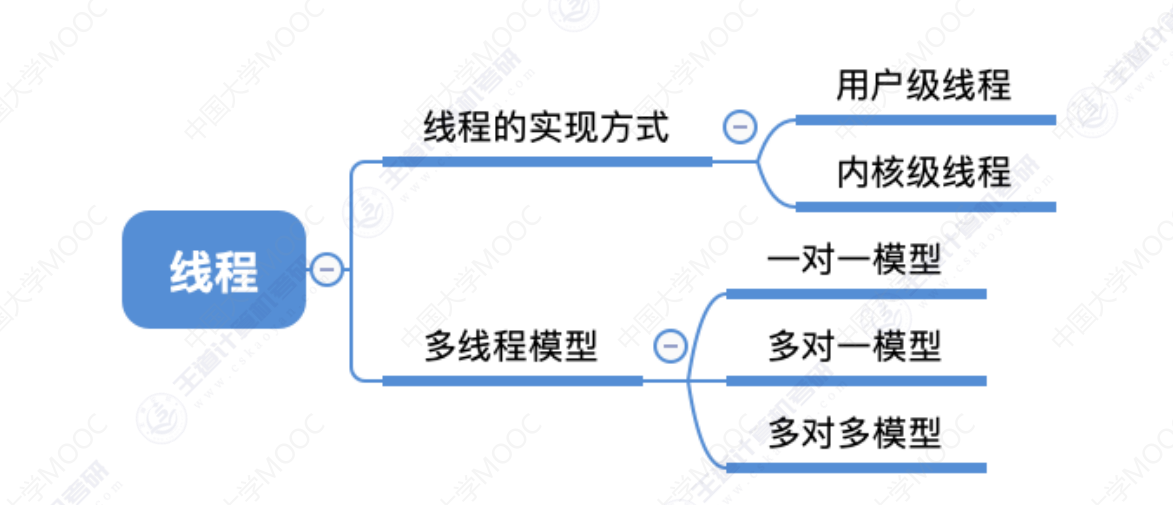 线程
线程的实现方式
用户级线程
内核级线程
多线程模型
一对一模型
多对一模型
多对多模型
中国大学MOOC
王道计算机考研